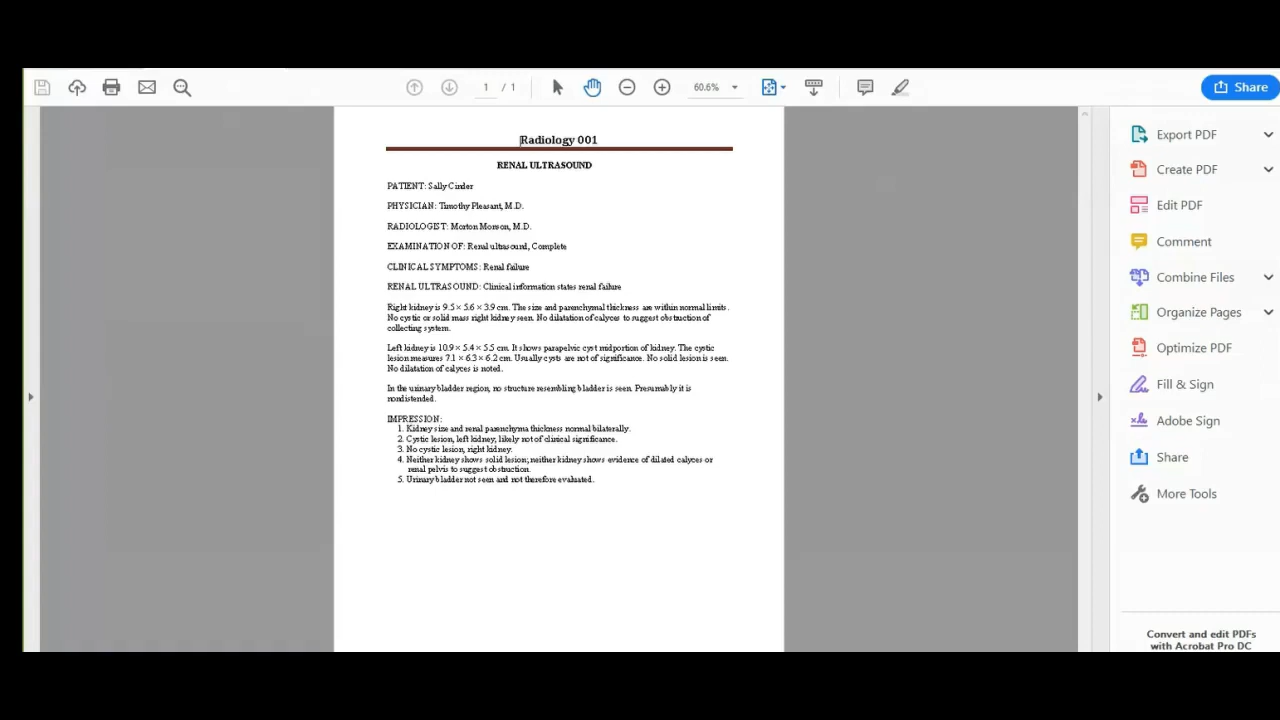 1 / 1
60.6%
Share
Radiology 001
RENAL ULTRASOUND
PATIENT: Sally Cinder
PHYSICIAN: Timothy Pleasant, M.D.
RADIOLOGIST: Morton Monson, M.D.
EXAMINATION OF: Renal ultrasound, Complete
CLINICAL SYMPTOMS: Renal failure
RENAL ULTRASOUND: Clinical information states renal failure
Right kidney is 9.5 × 5.6 × 3.9 cm. The size and parenchymal thickness are within normal limits.
No cystic or solid mass right kidney seen. No dilatation of calyces to suggest obstruction of
collecting system.
Left kidney is 10.9 × 5.4 × 5.5 cm. It shows parapelvic cyst midportion of kidney. The cystic
lesion measures 7.1 × 6.3 × 6.2 cm. Usually cysts are not of significance. No solid lesion is seen.
No dilatation of calyces is noted.
In the urinary bladder region, no structure resembling bladder is seen. Presumably it is
nondistended.
IMPRESSION:
1. Kidney size and renal parenchyma thickness normal bilaterally.
2. Cystic lesion, left kidney, likely not of clinical significance.
3. No cystic lesion, right kidney.
4. Neither kidney shows solid lesion; neither kidney shows evidence of dilated calyces or
renal pelvis to suggest obstruction.
5. Urinary bladder not seen and not therefore evaluated.
Export PDF
Create PDF
Edit PDF
Comment
Combine Files
Organize Pages
Optimize PDF
Fill & Sign
Adobe Sign
Share
More Tools
Convert and edit PDFs
with Acrobat Pro DC